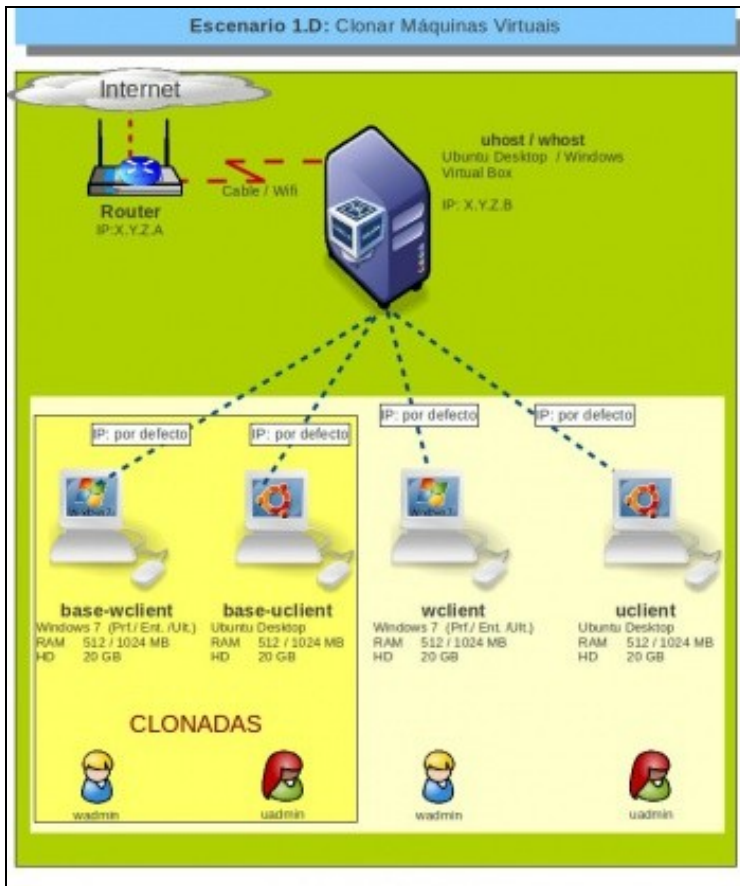 Escenario 1.D: Clonar Máquinas Virtuais
Internet
Router
IP:X.Y.Z.A
Cable / Wifi
uhost / whost
Ubuntu Desktop / Windows
Virtual Box
IP: X.Y.Z.B
IP: por defecto
IP: por defecto
IP: por defecto
IP: por defecto
Windows 7
base-wclient
Windows 7 (Prf./ Ent. /Ult.)
RAM 512 / 1024 MB
HD 20 GB
base-uclient
Ubuntu Desktop
RAM 512 / 1024 MB
HD 20 GB
Windows 7
wclient
Windows 7 (Prf./ Ent. /Ult.)
RAM 512 / 1024 MB
HD 20 GB
uclient
Ubuntu Desktop
RAM 512 / 1024 MB
HD 20 GB
CLONADAS
wadmin
uadmin
wadmin
uadmin